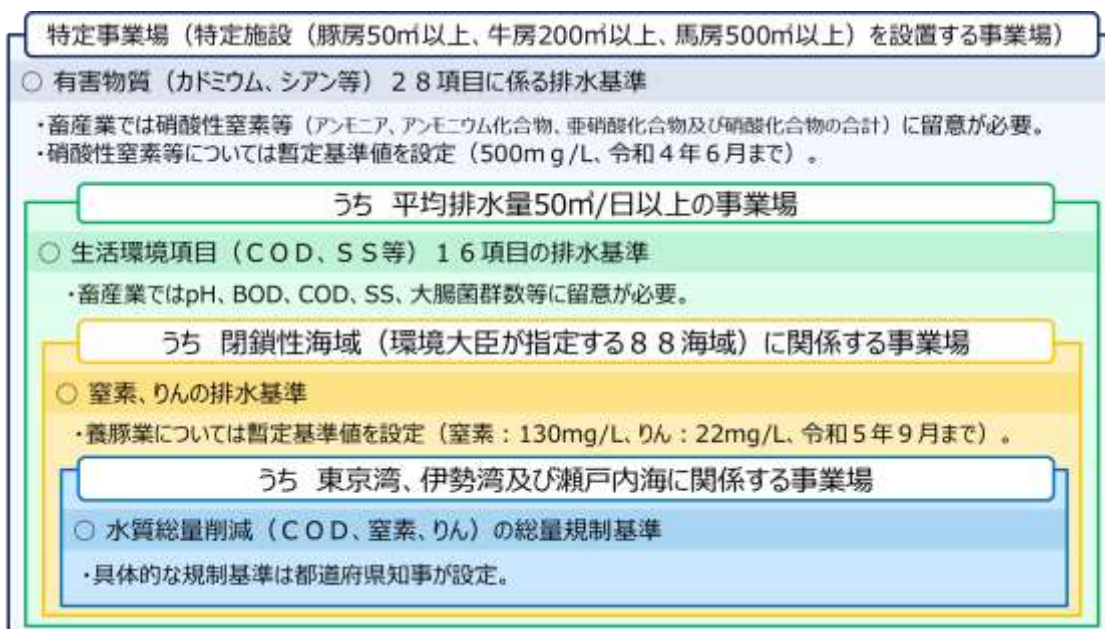 特定事業場（特定施設（豚房50㎡以上、牛房200㎡以上、馬房500㎡以上）を設置する事業場）
○ 有害物質（カドミウム、シアン等）２８項目に係る排水基準
・畜産業では硝酸性窒素等（アンモニア、アンモニウム化合物、亜硝酸化合物及び硝酸化合物の合計）に留意が必要。
・硝酸性窒素等については暫定基準値を設定（500mｇ/L、令和４年６月まで）。
うち 平均排水量50㎥/日以上の事業場
○ 生活環境項目（ＣＯＤ、ＳＳ等）１６項目の排水基準
・畜産業ではpH、BOD、COD、SS、大腸菌群数等に留意が必要。
うち 閉鎖性海域（環境大臣が指定する８８海域）に関係する事業場
○ 窒素、りんの排水基準
・養豚業については暫定基準値を設定（窒素：130mg/L、りん：22mg/L、令和５年９月まで）。
うち 東京湾、伊勢湾及び瀬戸内海に関係する事業場
○ 水質総量削減（ＣＯＤ、窒素、りん）の総量規制基準
・具体的な規制基準は都道府県知事が設定。